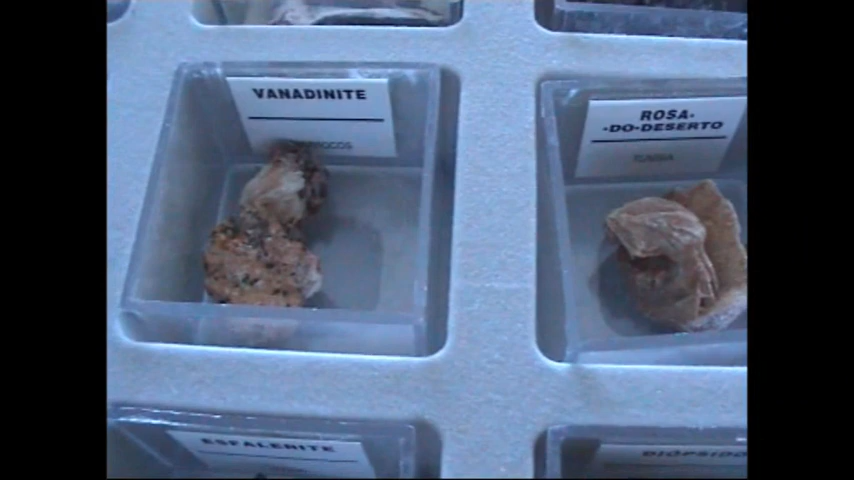 VANADINITE
ROSA-
-DO-DESERTO
ESFALERITE
DIÓPSIDO